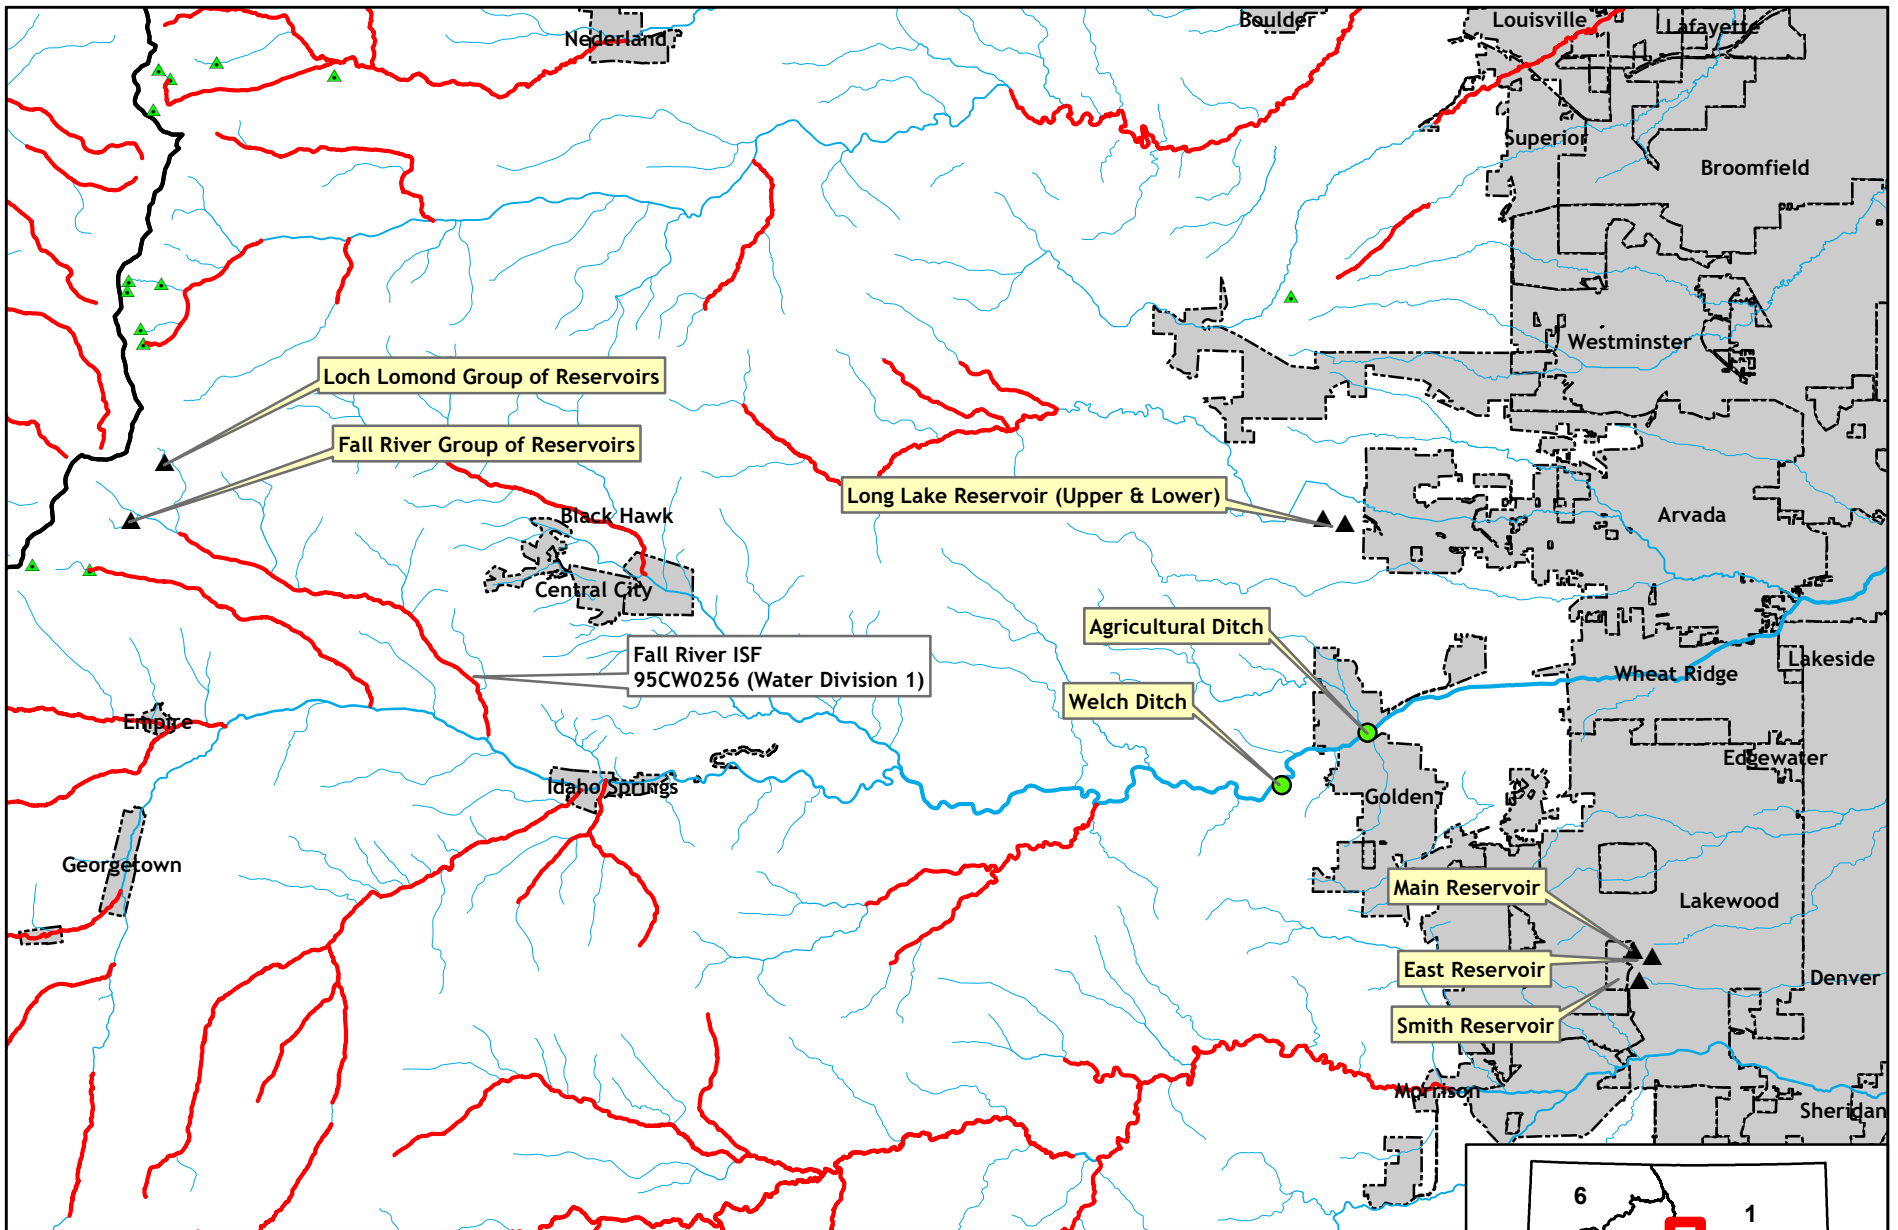 Nederland
Boulder
Louisville
Lafayette
Superior
Broomfield
Westminster
Loch Lomond Group of Reservoirs
Fall River Group of Reservoirs
Long Lake Reservoir (Upper & Lower)
Black Hawk
Arvada
Central City
Agricultural Ditch
Fall River ISF
95CW0256 (Water Division 1)
Lakeside
Wheat Ridge
Welch Ditch
Empire
Edgewater
Idaho Springs
Golden
Georgetown
Main Reservoir
Lakewood
East Reservoir
Denver
Smith Reservoir
Morrison
Sheridan
6
1